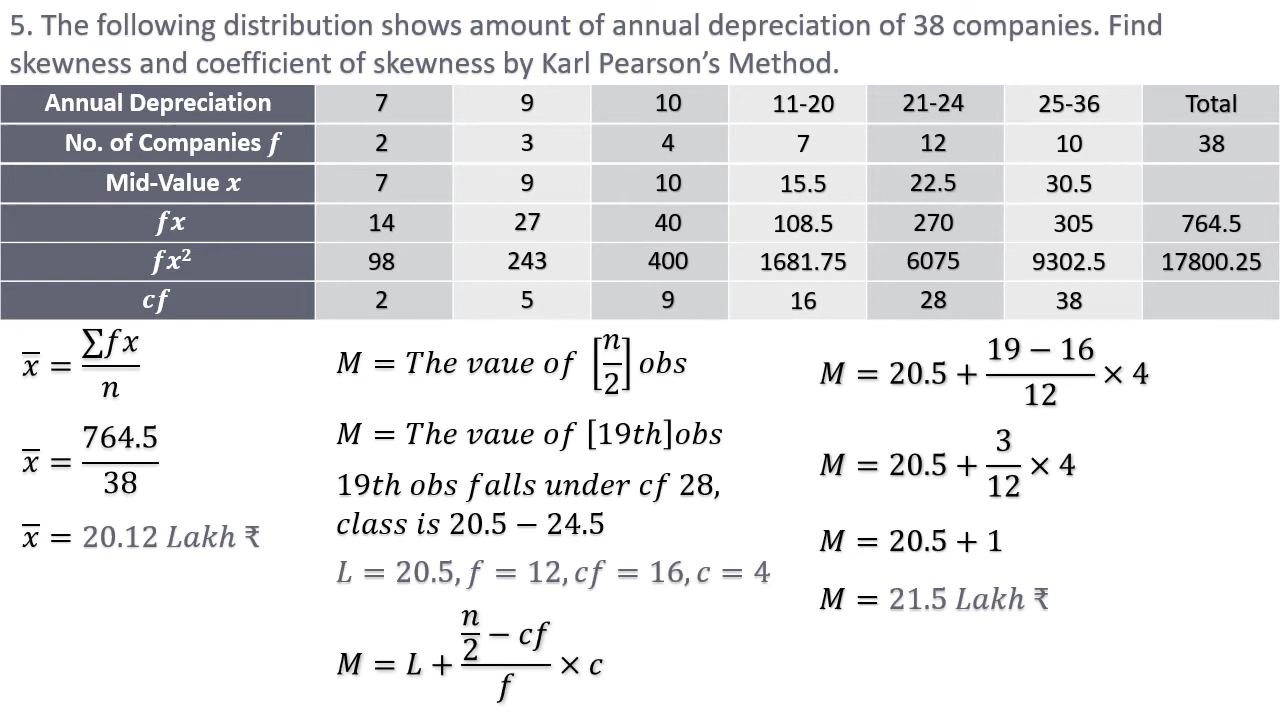 5. The following distribution shows amount of annual depreciation of 38 companies. Find
skewness and coefficient of skewness by Karl Pearson’s Method.
Annual Depreciation 7 9 10 11-20 21-24 25-36 Total
No. of Companies f 2 3 4 7 12 10 38
Mid-Value x 7 9 10 15.5 22.5 30.5
fx 14 27 40 108.5 270 305 764.5
fx² 98 243 400 1681.75 6075 9302.5 17800.25
cf 2 5 9 16 28 38
x̅ = ∑fx / n
x̅ = 764.5 / 38
x̅ = 20.12 Lakh ₹
M = The vaue of [n/2] obs
M = The vaue of [19th]obs
19th obs falls under cf 28,
class is 20.5 − 24.5
L = 20.5, f = 12, cf = 16, c = 4
M = L + (n/2 − cf) / f × c
M = 20.5 + (19 − 16) / 12 × 4
M = 20.5 + 3/12 × 4
M = 20.5 + 1
M = 21.5 Lakh ₹